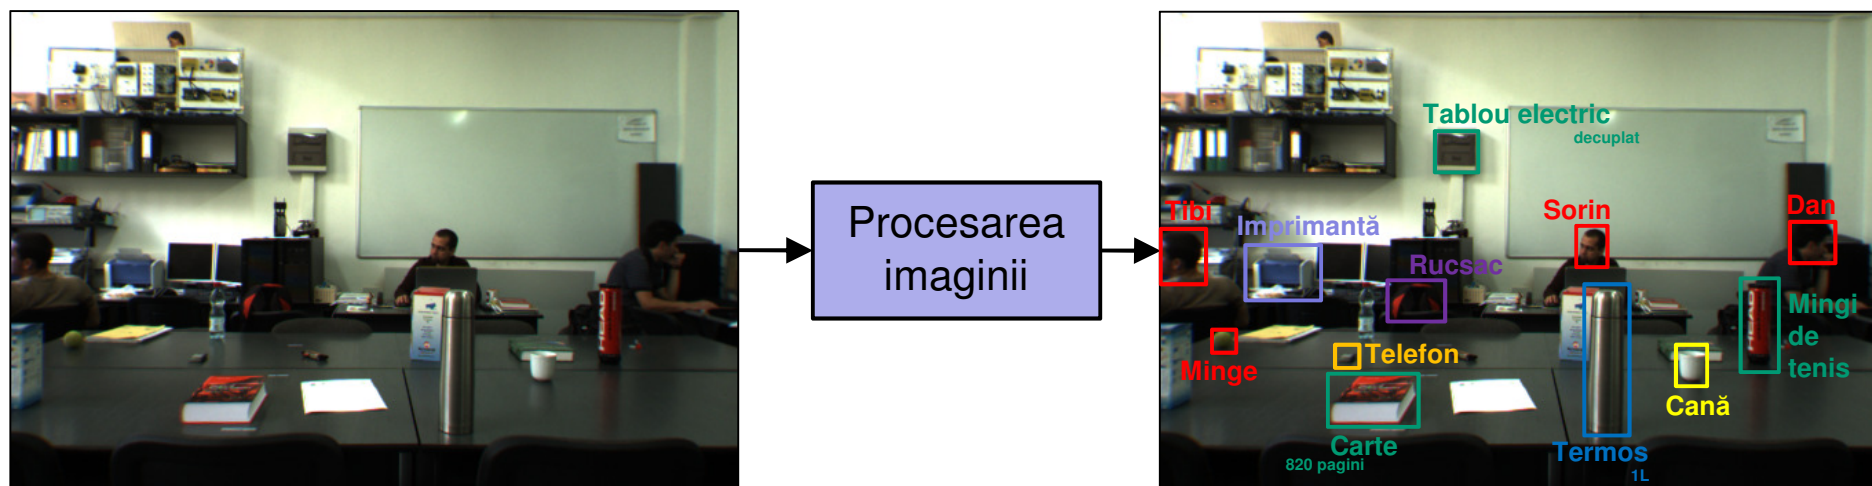 Procesarea
imaginii
Tablou electric
decuplat
Tibi
Imprimantă
Sorin
Dan
Rucsac
Mingi
de
tenis
Minge
Telefon
Cană
Carte
820 pagini
Termos
1L